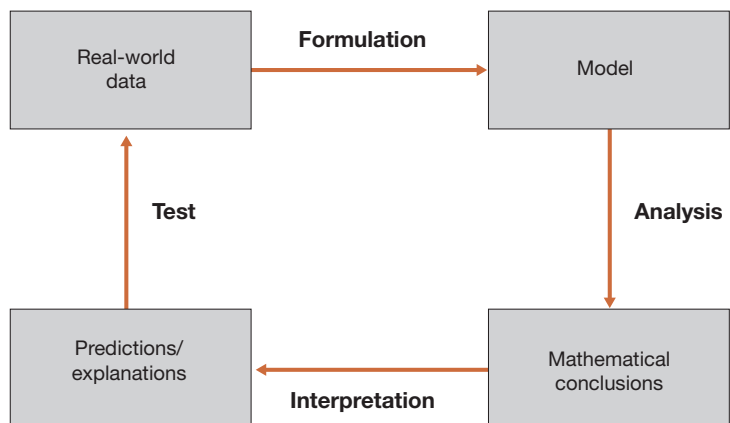 Real-world
data
Formulation
Model
Test
Analysis
Predictions/
explanations
Interpretation
Mathematical
conclusions